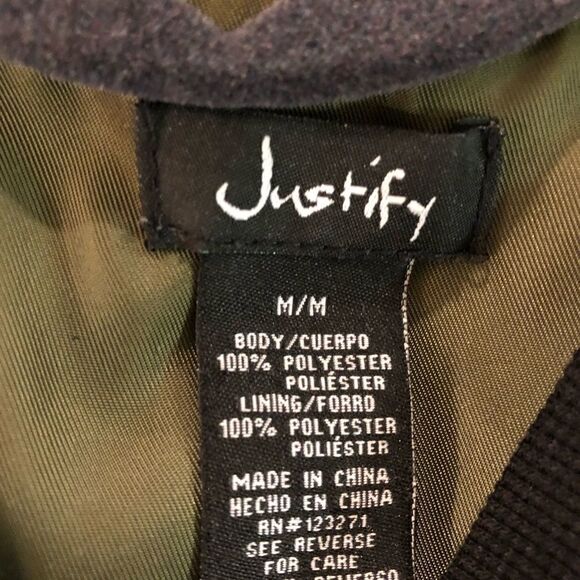 Justify
M/M
BODY/CUERPO
100% POLYESTER
POLIÉSTER
LINING/FORRO
100% POLYESTER
POLIÉSTER
MADE IN CHINA
HECHO EN CHINA
RN#123271
SEE REVERSE
FOR CARE
REVERSO